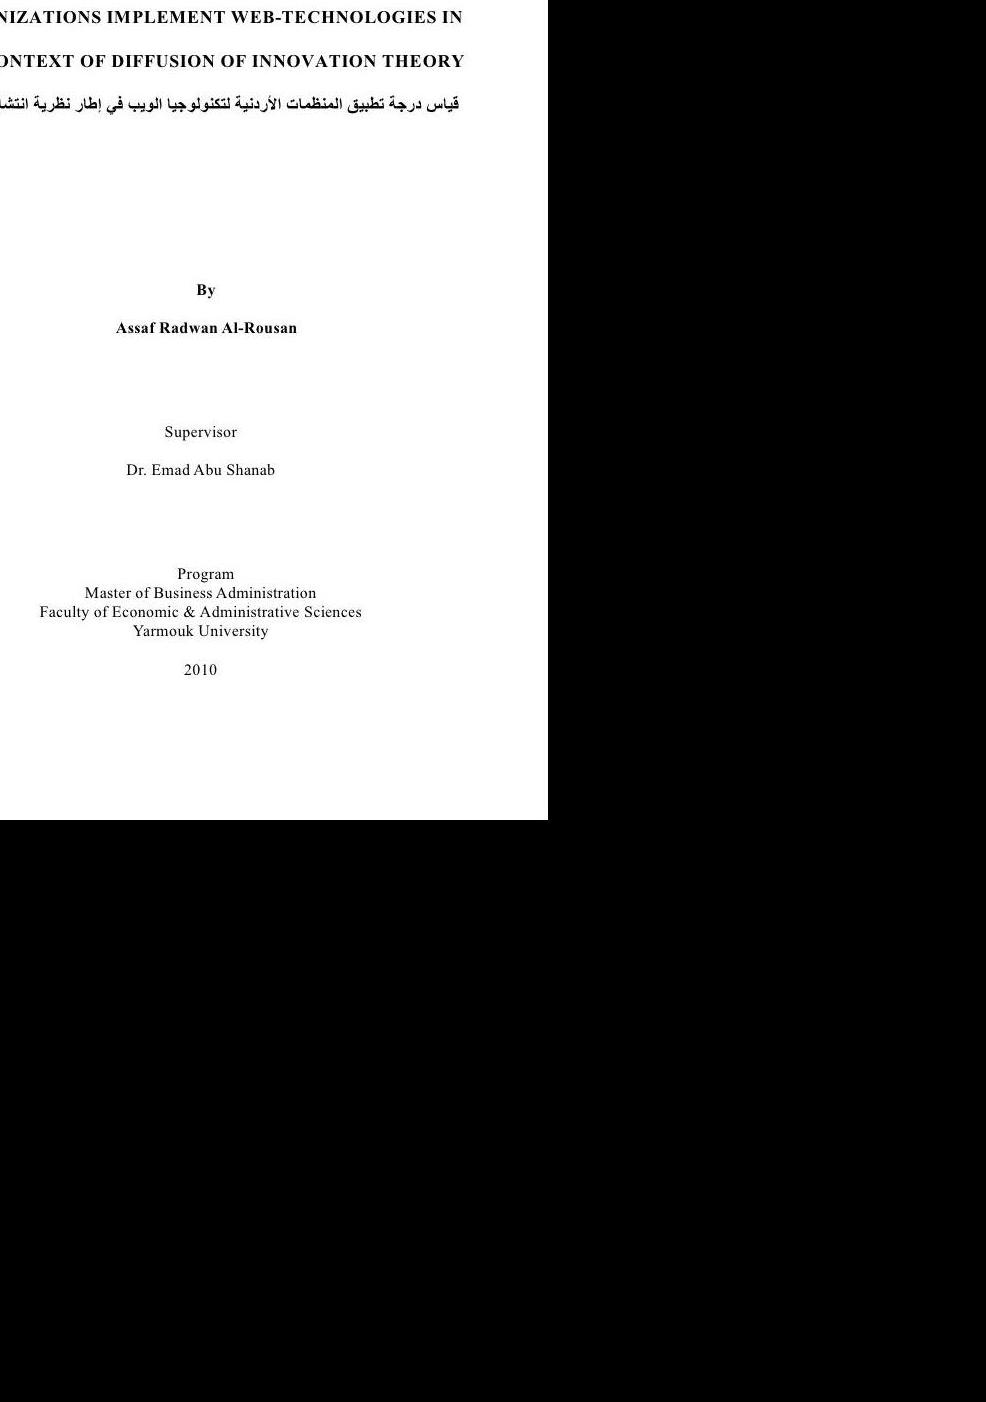 NIZATIONS IMPLEMENT WEB-TECHNOLOGIES IN
ONTEXT OF DIFFUSION OF INNOVATION THEORY
قياس درجة تطبيق المنظمات الأردنية لتكنولوجيا الويب في إطار نظرية انتشا
By
Assaf Radwan Al-Rousan
Supervisor
Dr. Emad Abu Shanab
Program
Master of Business Administration
Faculty of Economic & Administrative Sciences
Yarmouk University
2010